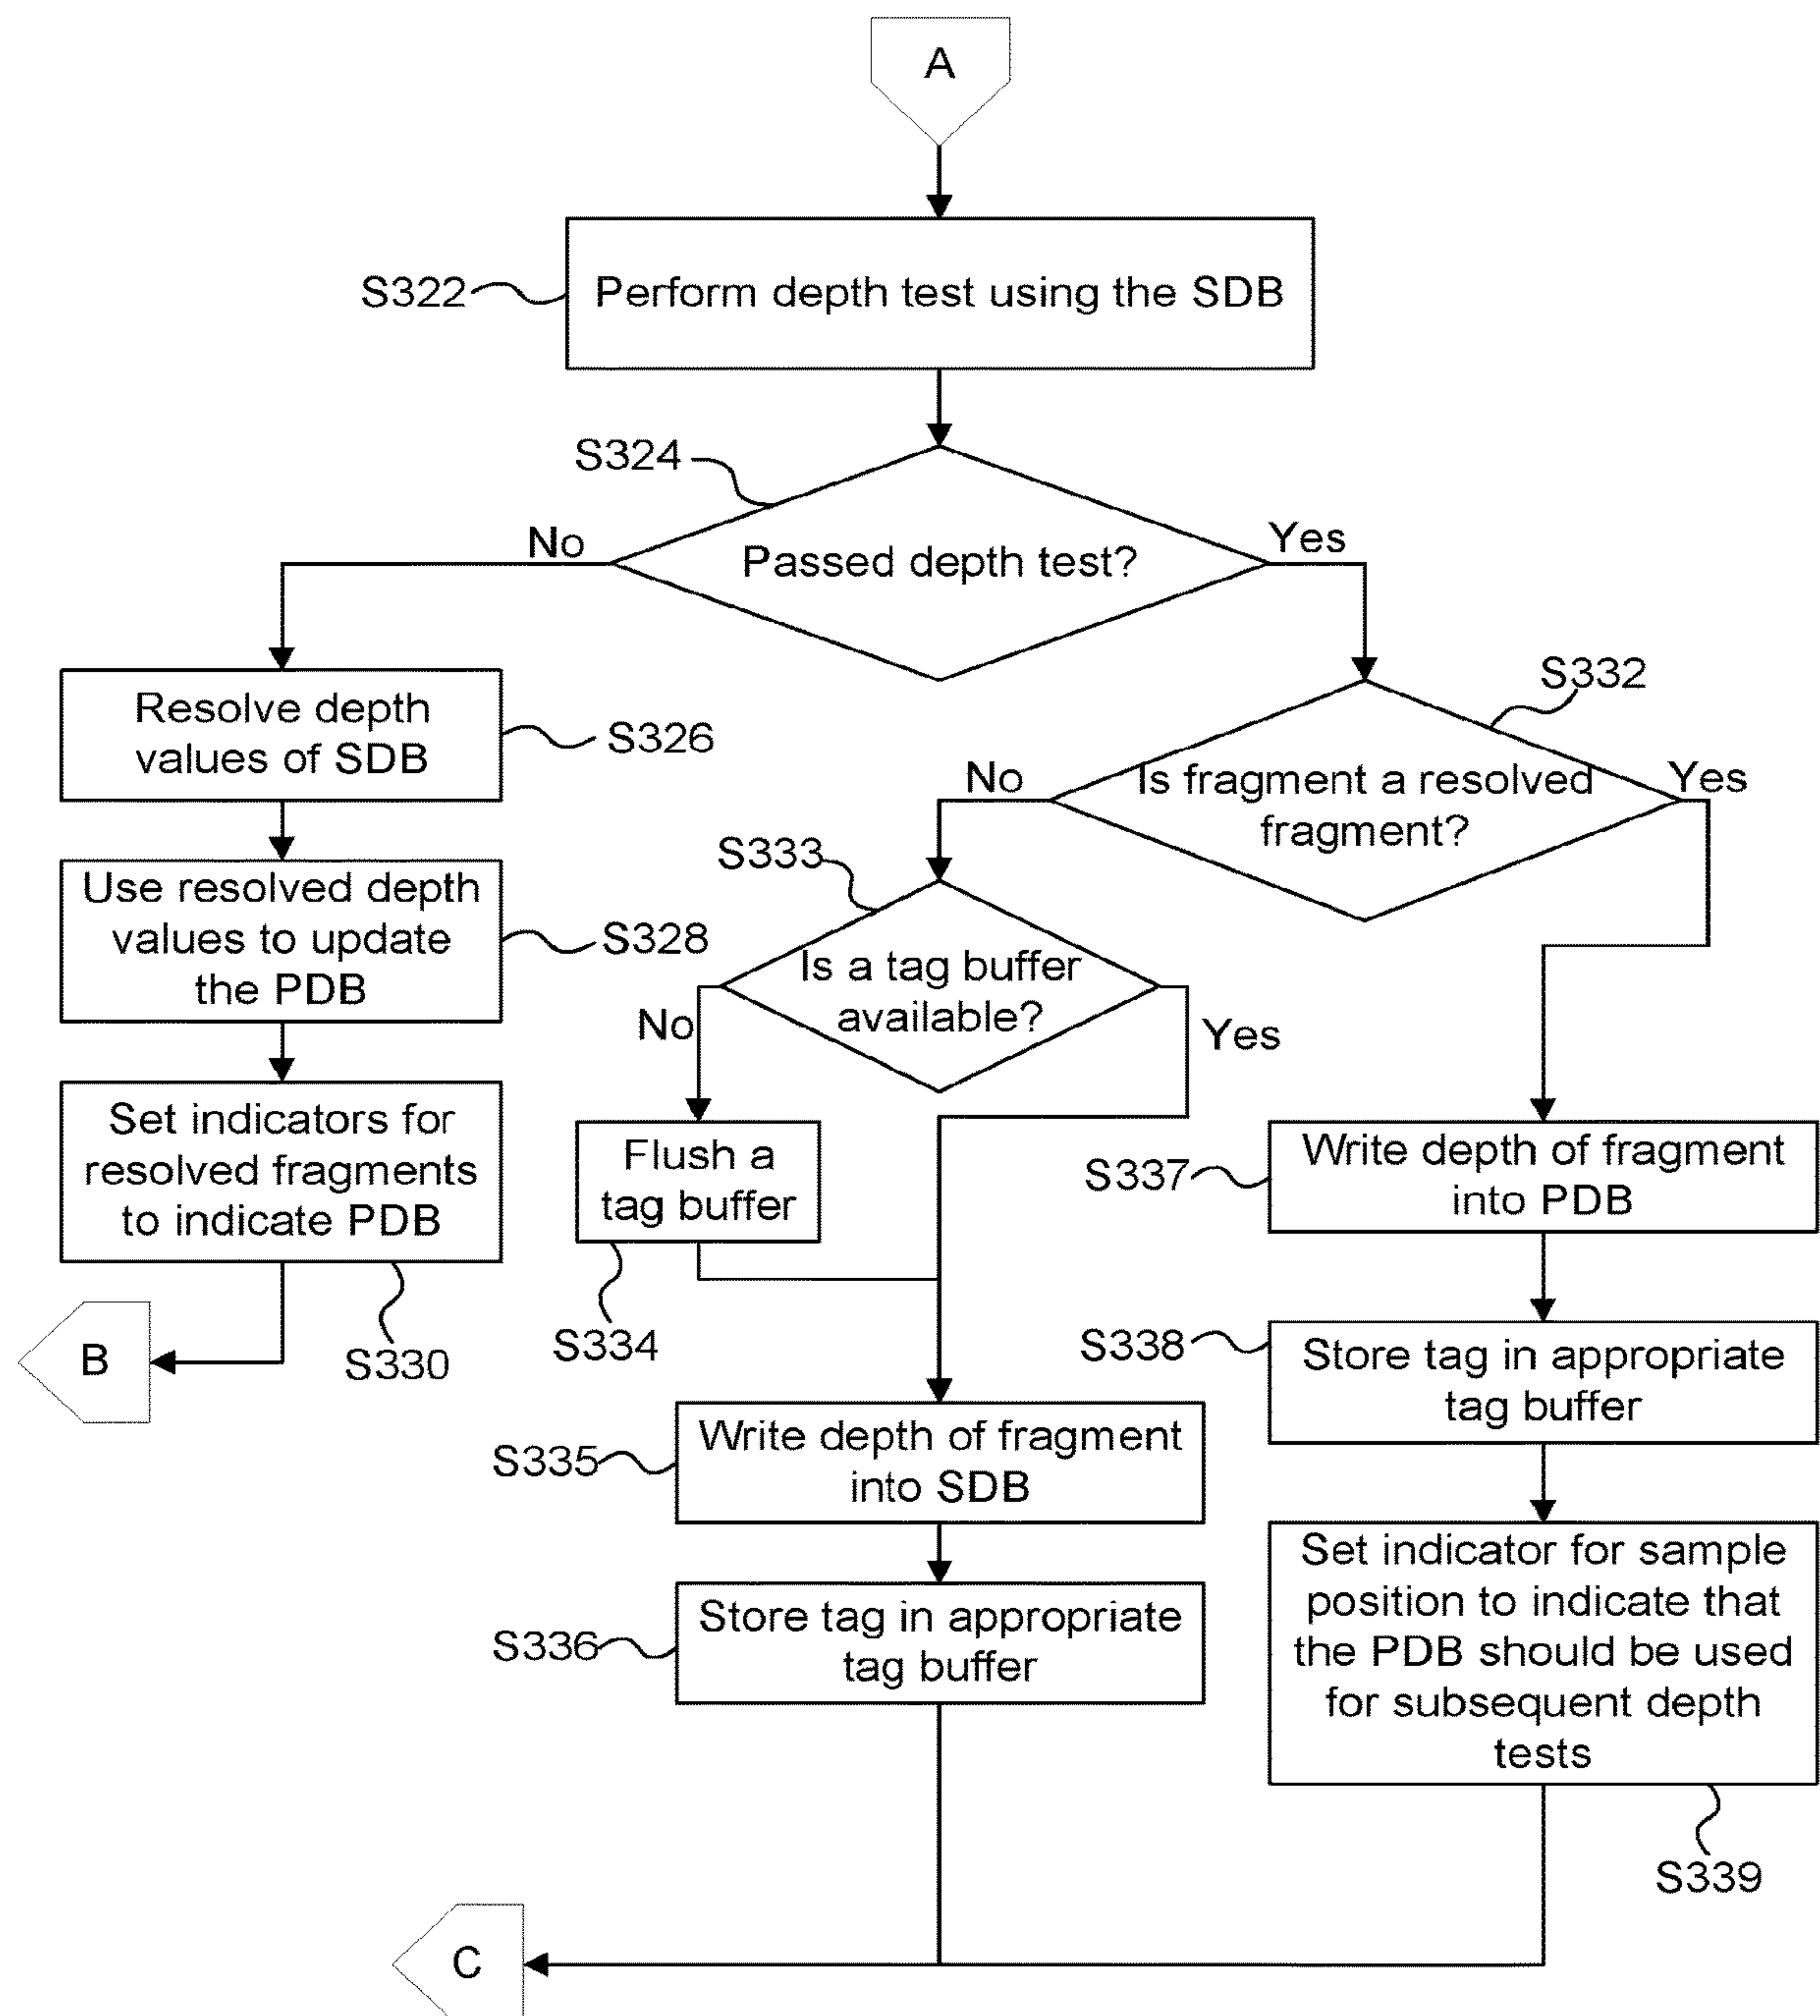 A
S322
Perform depth test using the SDB
S324
No
Passed depth test?
Yes
Resolve depth
values of SDB
S326
S332
No
Is fragment a resolved
fragment?
Yes
Use resolved depth
values to update
the PDB
S328
S333
Is a tag buffer
available?
No
Yes
Set indicators for
resolved fragments
to indicate PDB
S330
B
Flush a
tag buffer
S334
S337
Write depth of fragment
into PDB
S338
Store tag in appropriate
tag buffer
S335
Write depth of fragment
into SDB
S336
Store tag in appropriate
tag buffer
Set indicator for sample
position to indicate that
the PDB should be used
for subsequent depth
tests
S339
C